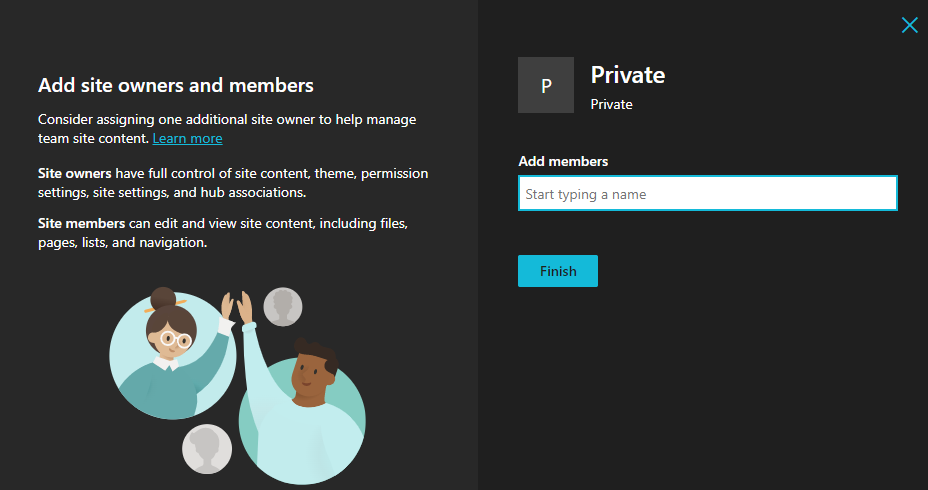 Add site owners and members
Consider assigning one additional site owner to help manage
team site content. Learn more
Site owners have full control of site content, theme, permission
settings, site settings, and hub associations.
Site members can edit and view site content, including files,
pages, lists, and navigation.
P
Private
Private
Add members
Start typing a name
Finish